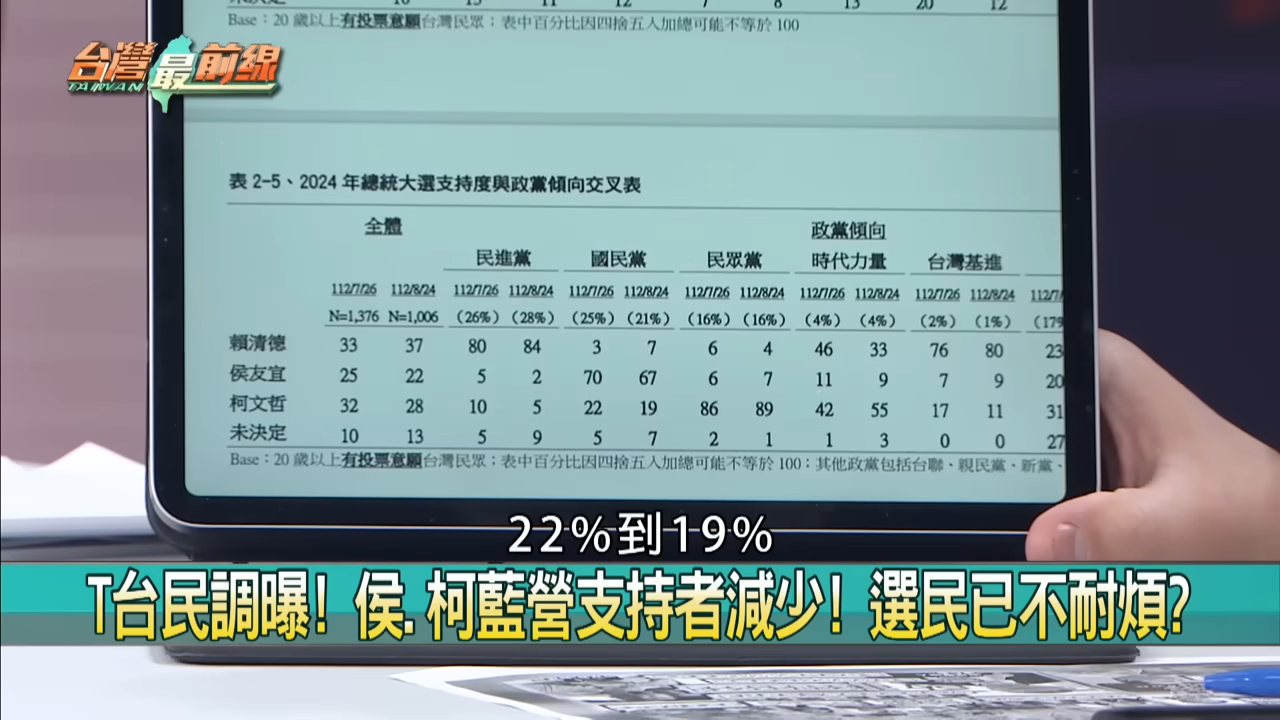 Base：20 歲以上有投票意願台灣民眾；表中百分比因四捨五入加總可能不等於 100
台灣最前線
TAIWAN
表 2-5、2024 年總統大選支持度與政黨傾向交叉表
全體 政黨傾向
民進黨 國民黨 民眾黨 時代力量 台灣基進
112/7/26 112/8/24 112/7/26 112/8/24 112/7/26 112/8/24 112/7/26 112/8/24 112/7/26 112/8/24 112/7/26 112/8/24 112/7/
N=1,376 N=1,006 (26%) (28%) (25%) (21%) (16%) (16%) (4%) (4%) (2%) (1%) (17%
賴清德 33 37 80 84 3 7 6 4 46 33 76 80 23
侯友宜 25 22 5 2 70 67 6 7 11 9 7 9 20
柯文哲 32 28 10 5 22 19 86 89 42 55 17 11 31
未決定 10 13 5 9 5 7 2 1 1 3 0 0 27
Base：20 歲以上有投票意願台灣民眾；表中百分比因四捨五入加總可能不等於 100；其他政黨包括台聯、親民黨、新黨、
22%到19%
T台民調曝! 侯.柯藍營支持者減少! 選民已不耐煩?